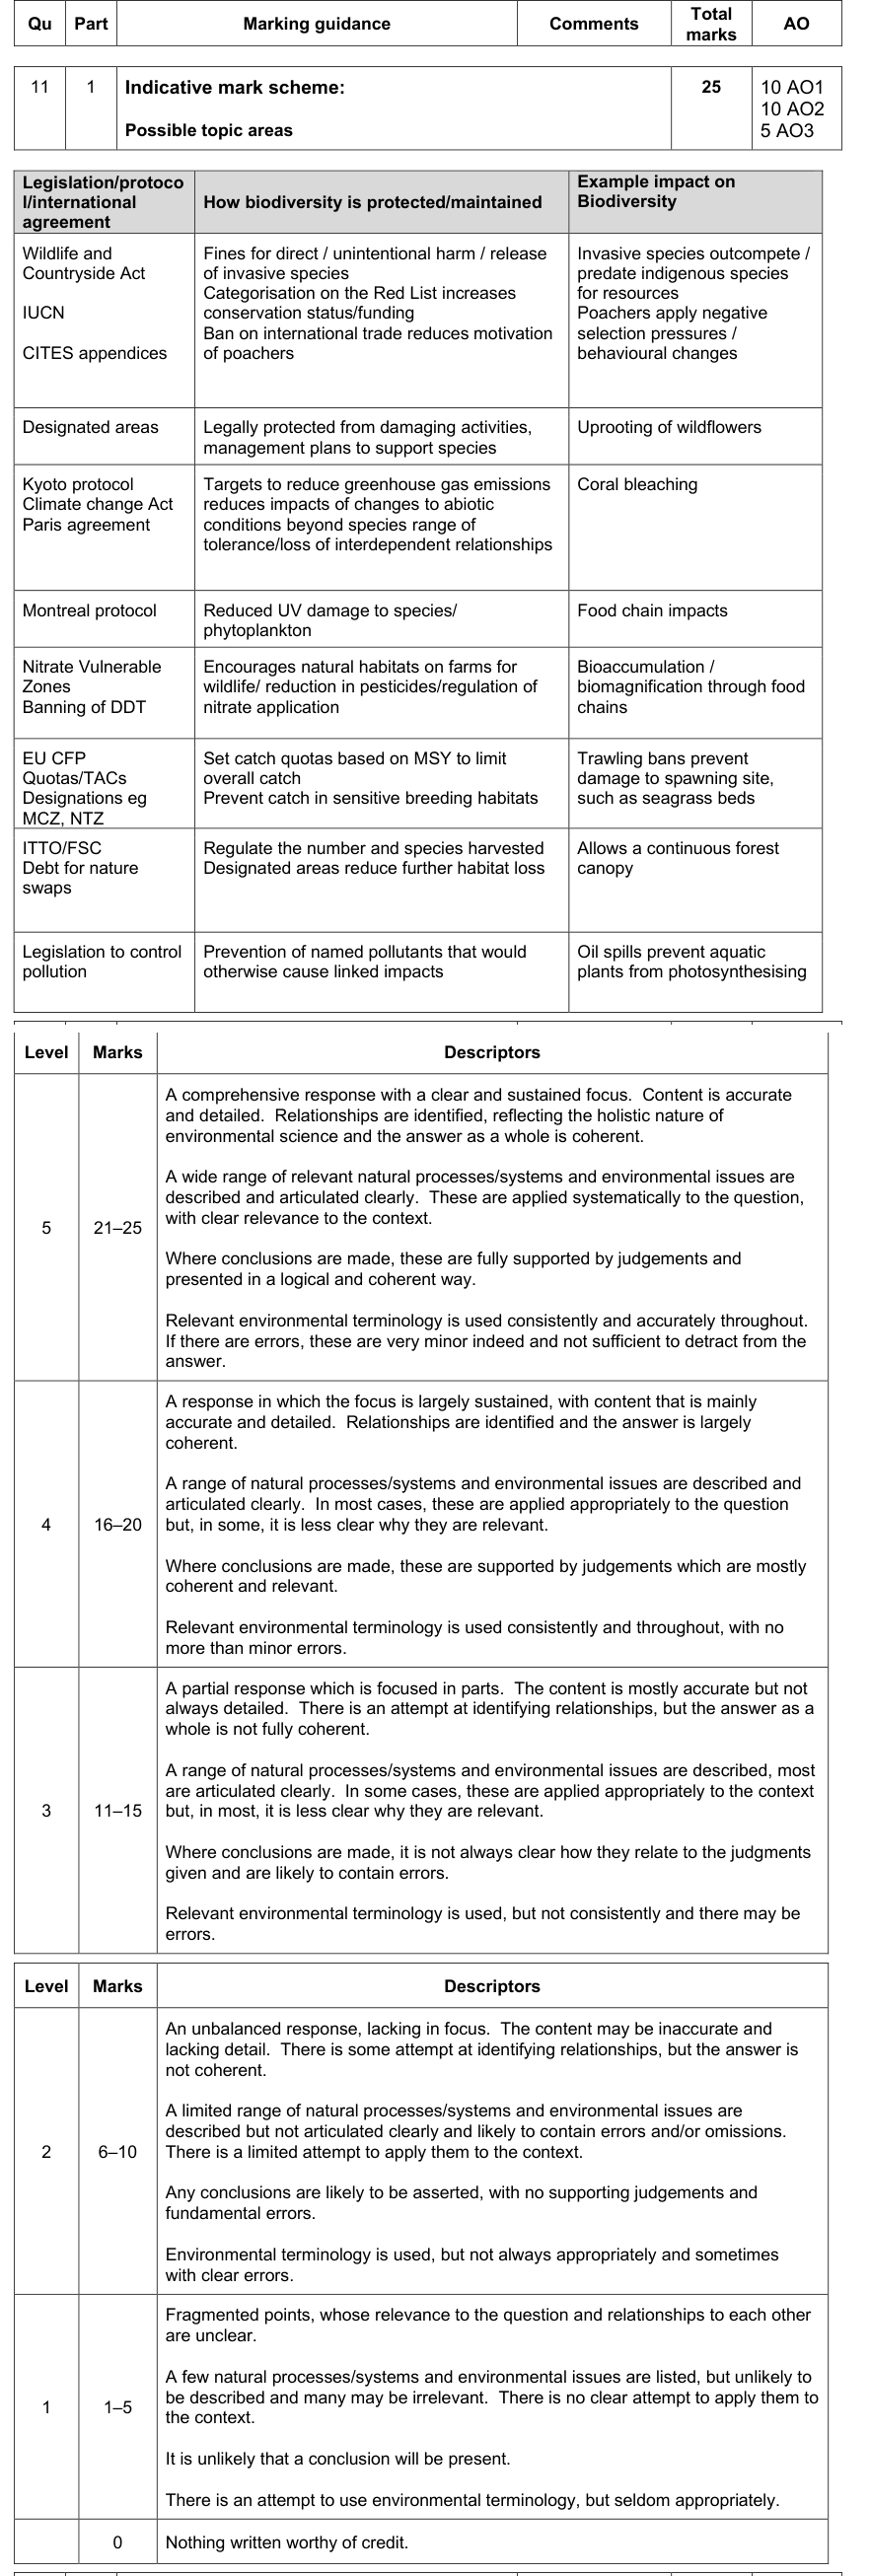 Qu Part Marking guidance Comments Total marks AO
11 1 Indicative mark scheme: 25 10 AO1
10 AO2
Possible topic areas 5 AO3
Legislation/protoco
l/international
agreement
How biodiversity is protected/maintained
Example impact on
Biodiversity
Wildlife and
Countryside Act
IUCN
CITES appendices
Fines for direct / unintentional harm / release
of invasive species
Categorisation on the Red List increases
conservation status/funding
Ban on international trade reduces motivation
of poachers
Invasive species outcompete /
predate indigenous species
for resources
Poachers apply negative
selection pressures /
behavioural changes
Designated areas
Legally protected from damaging activities,
management plans to support species
Uprooting of wildflowers
Kyoto protocol
Climate change Act
Paris agreement
Targets to reduce greenhouse gas emissions
reduces impacts of changes to abiotic
conditions beyond species range of
tolerance/loss of interdependent relationships
Coral bleaching
Montreal protocol
Reduced UV damage to species/
phytoplankton
Food chain impacts
Nitrate Vulnerable
Zones
Banning of DDT
Encourages natural habitats on farms for
wildlife/ reduction in pesticides/regulation of
nitrate application
Bioaccumulation /
biomagnification through food
chains
EU CFP
Quotas/TACs
Designations eg
MCZ, NTZ
Set catch quotas based on MSY to limit
overall catch
Prevent catch in sensitive breeding habitats
Trawling bans prevent
damage to spawning site,
such as seagrass beds
ITTO/FSC
Debt for nature
swaps
Regulate the number and species harvested
Designated areas reduce further habitat loss
Allows a continuous forest
canopy
Legislation to control
pollution
Prevention of named pollutants that would
otherwise cause linked impacts
Oil spills prevent aquatic
plants from photosynthesising
Level Marks Descriptors
5 21–25
A comprehensive response with a clear and sustained focus. Content is accurate
and detailed. Relationships are identified, reflecting the holistic nature of
environmental science and the answer as a whole is coherent.
A wide range of relevant natural processes/systems and environmental issues are
described and articulated clearly. These are applied systematically to the question,
with clear relevance to the context.
Where conclusions are made, these are fully supported by judgements and
presented in a logical and coherent way.
Relevant environmental terminology is used consistently and accurately throughout.
If there are errors, these are very minor indeed and not sufficient to detract from the
answer.
4 16–20
A response in which the focus is largely sustained, with content that is mainly
accurate and detailed. Relationships are identified and the answer is largely
coherent.
A range of natural processes/systems and environmental issues are described and
articulated clearly. In most cases, these are applied appropriately to the question
but, in some, it is less clear why they are relevant.
Where conclusions are made, these are supported by judgements which are mostly
coherent and relevant.
Relevant environmental terminology is used consistently and throughout, with no
more than minor errors.
3 11–15
A partial response which is focused in parts. The content is mostly accurate but not
always detailed. There is an attempt at identifying relationships, but the answer as a
whole is not fully coherent.
A range of natural processes/systems and environmental issues are described, most
are articulated clearly. In some cases, these are applied appropriately to the context
but, in most, it is less clear why they are relevant.
Where conclusions are made, it is not always clear how they relate to the judgments
given and are likely to contain errors.
Relevant environmental terminology is used, but not consistently and there may be
errors.
Level Marks Descriptors
2 6–10
An unbalanced response, lacking in focus. The content may be inaccurate and
lacking detail. There is some attempt at identifying relationships, but the answer is
not coherent.
A limited range of natural processes/systems and environmental issues are
described but not articulated clearly and likely to contain errors and/or omissions.
There is a limited attempt to apply them to the context.
Any conclusions are likely to be asserted, with no supporting judgements and
fundamental errors.
Environmental terminology is used, but not always appropriately and sometimes
with clear errors.
1 1–5
Fragmented points, whose relevance to the question and relationships to each other
are unclear.
A few natural processes/systems and environmental issues are listed, but unlikely to
be described and many may be irrelevant. There is no clear attempt to apply them to
the context.
It is unlikely that a conclusion will be present.
There is an attempt to use environmental terminology, but seldom appropriately.
0 Nothing written worthy of credit.